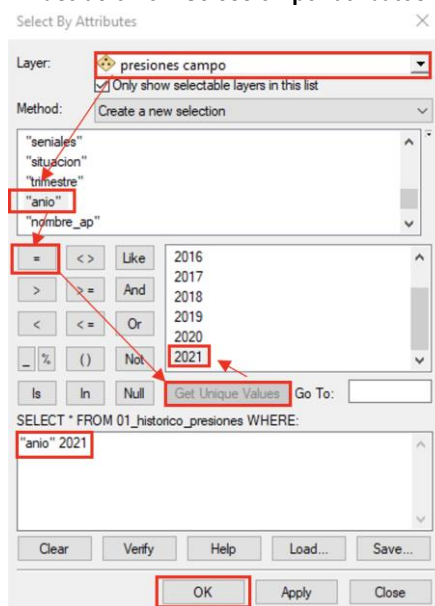 Select By Attributes
Layer: presiones campo
Only show selectable layers in this list
Method: Create a new selection
"seniales"
"situacion"
"trimestre"
"anio"
"nombre_ap"
= <> Like
> > = And
< < = Or
_ % () Not
Is In Null
2016
2017
2018
2019
2020
2021
Get Unique Values Go To:
SELECT * FROM 01_historico_presiones WHERE:
"anio" 2021
Clear Verify Help Load... Save...
OK Apply Close